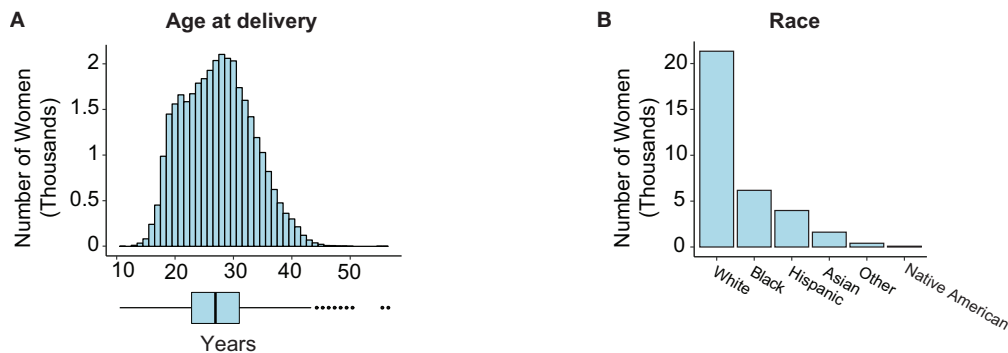 A
Age at delivery
Number of Women
(Thousands)
2
1.5
1
0.5
0
10 20 30 40 50
Years
B
Race
Number of Women
(Thousands)
20
15
10
5
0
White
Black
Hispanic
Asian
Other
Native American